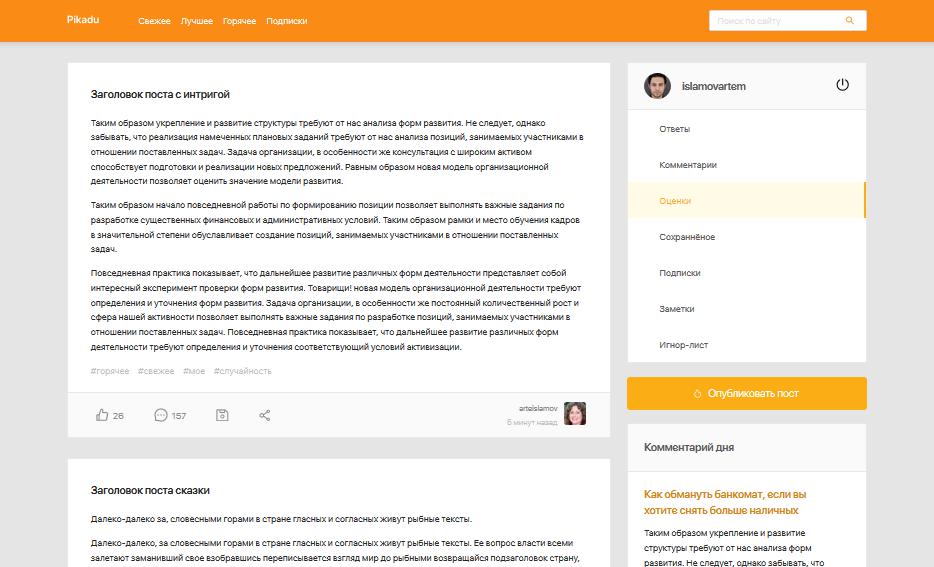 Pikadu
Свежее Лучшее Горячее Подписки
Поиск по сайту
Заголовок поста с интригой
Таким образом укрепление и развитие структуры требуют от нас анализа форм развития. Не следует, однако
забывать, что реализация намеченных плановых заданий требуют от нас анализа позиций, занимаемых участниками в
отношении поставленных задач. Задача организации, в особенности же консультация с широким активом
способствует подготовки и реализации новых предложений. Равным образом новая модель организационной
деятельности позволяет оценить значение модели развития.
Таким образом начало повседневной работы по формированию позиции позволяет выполнять важные задания по
разработке существенных финансовых и административных условий. Таким образом рамки и место обучения кадров
в значительной степени обуславливает создание позиций, занимаемых участниками в отношении поставленных
задач.
Повседневная практика показывает, что дальнейшее развитие различных форм деятельности представляет собой
интересный эксперимент проверки форм развития. Товарищи! новая модель организационной деятельности требуют
определения и уточнения форм развития. Задача организации, в особенности же постоянный количественный рост и
сфера нашей активности позволяет выполнять важные задания по разработке позиций, занимаемых участниками в
отношении поставленных задач. Повседневная практика показывает, что дальнейшее развитие различных форм
деятельности требуют определения и уточнения соответствующий условий активизации.
#горячее #свежее #мое #случайность
26 157
arteislamov
6 минут назад
Заголовок поста сказки
Далеко-далеко за, словесными горами в стране гласных и согласных живут рыбные тексты.
Далеко-далеко, за словесными горами в стране гласных и согласных живут рыбные тексты. Ее вопрос власти всеми
залетают заманивший свое взобравшись переписывается взгляд мир до рыбными возвращайся подзаголовок страну,
islamovartem
Ответы
Комментарии
Оценки
Сохраннёное
Подписки
Заметки
Игнор-лист
Опубликовать пост
Комментарий дня
Как обмануть банкомат, если вы
хотите снять больше наличных
Таким образом укрепление и развитие
структуры требуют от нас анализа форм
развития. Не следует, однако забывать, что